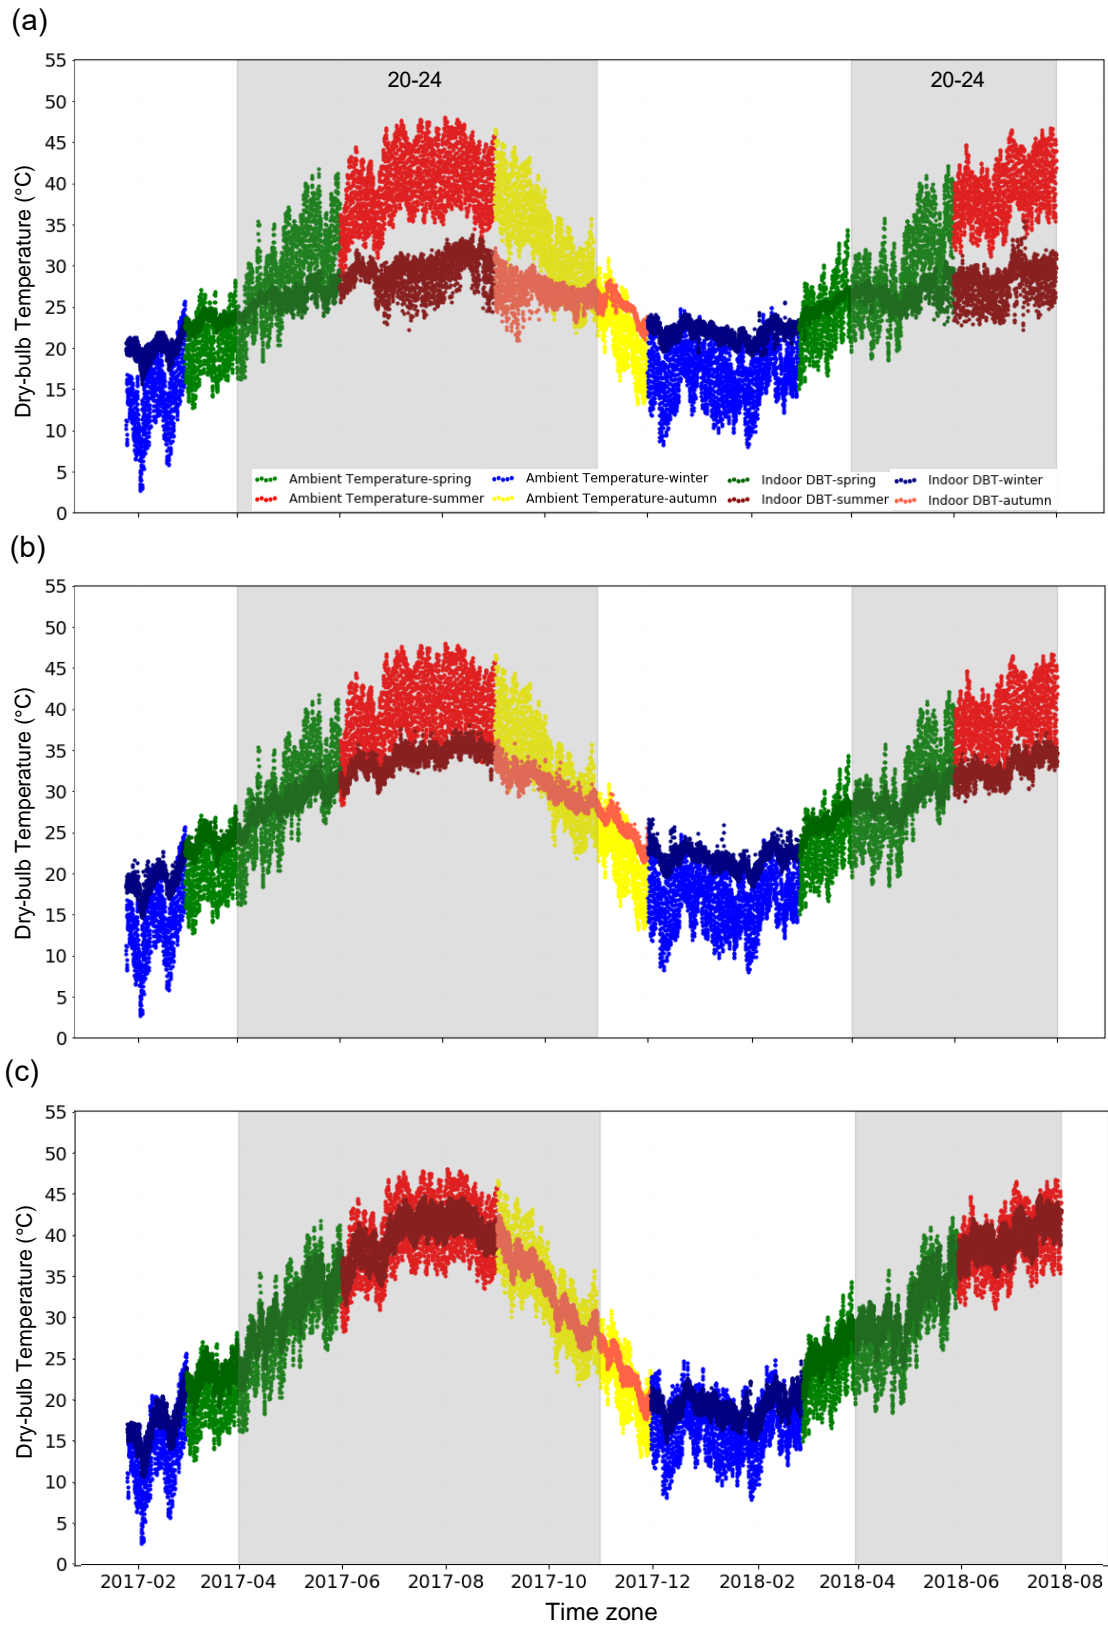 (a)
55
50
45
40
35
30
25
20
15
10
5
0
Dry-bulb Temperature (°C)
20-24
20-24
Ambient Temperature-spring
Ambient Temperature-summer
Ambient Temperature-winter
Ambient Temperature-autumn
Indoor DBT-spring
Indoor DBT-summer
Indoor DBT-winter
Indoor DBT-autumn
(b)
55
50
45
40
35
30
25
20
15
10
5
0
Dry-bulb Temperature (°C)
(c)
55
50
45
40
35
30
25
20
15
10
5
0
Dry-bulb Temperature (°C)
2017-02 2017-04 2017-06 2017-08 2017-10 2017-12 2018-02 2018-04 2018-06 2018-08
Time zone